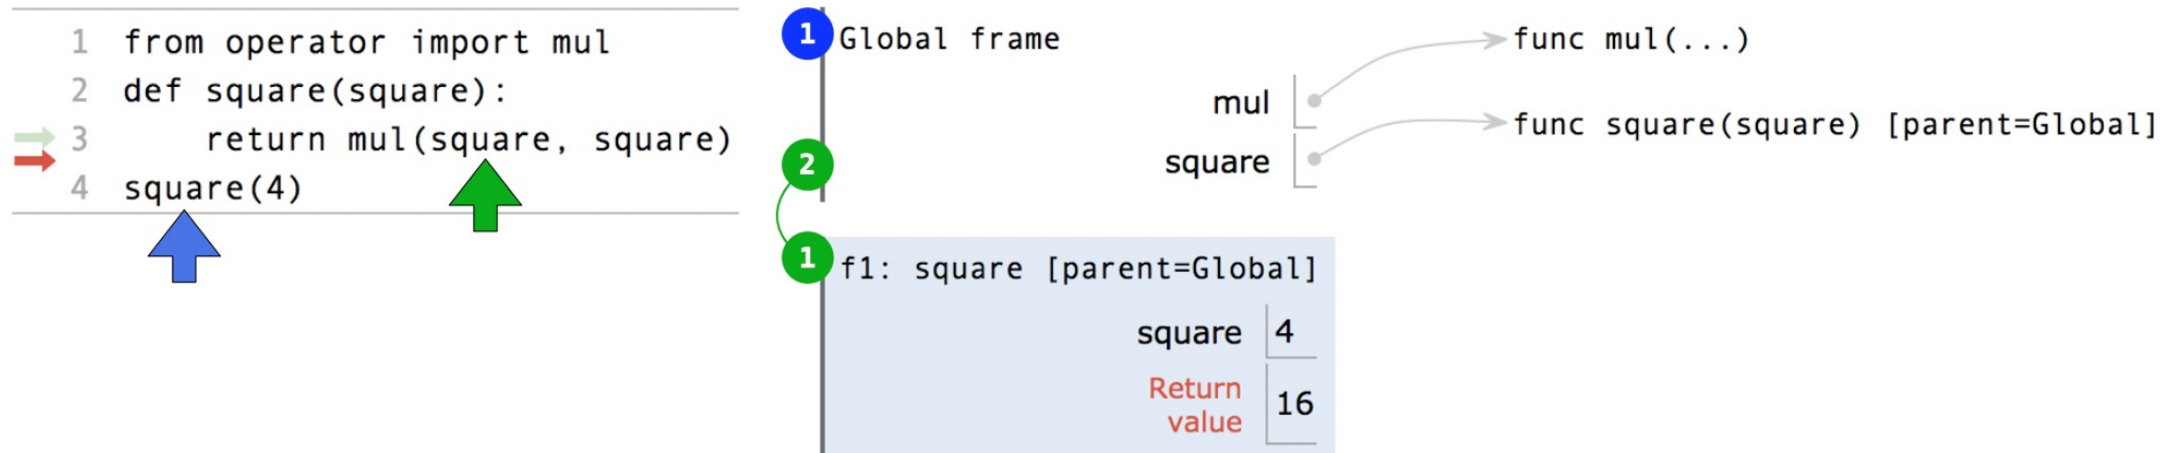 1 from operator import mul
2 def square(square):
3     return mul(square, square)
4 square(4)
1 Global frame
mul
func mul(...)
2
square
func square(square) [parent=Global]
1 f1: square [parent=Global]
square 4
Return
value 16